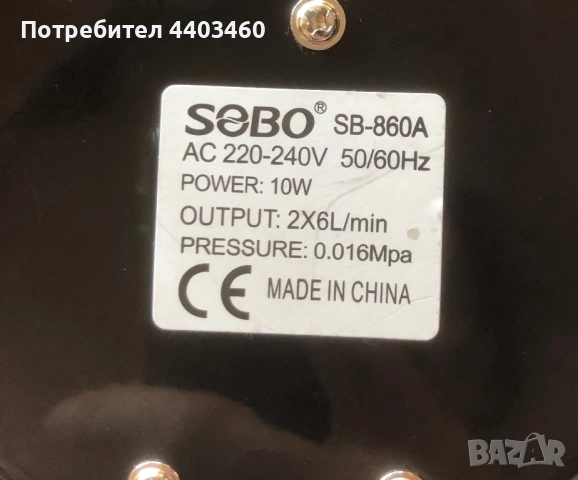 Потребител 4403460
SOBO® SB-860A
AC 220-240V 50/60Hz
POWER: 10W
OUTPUT: 2X6L/min
PRESSURE: 0.016Mpa
CE MADE IN CHINA
BAZAR